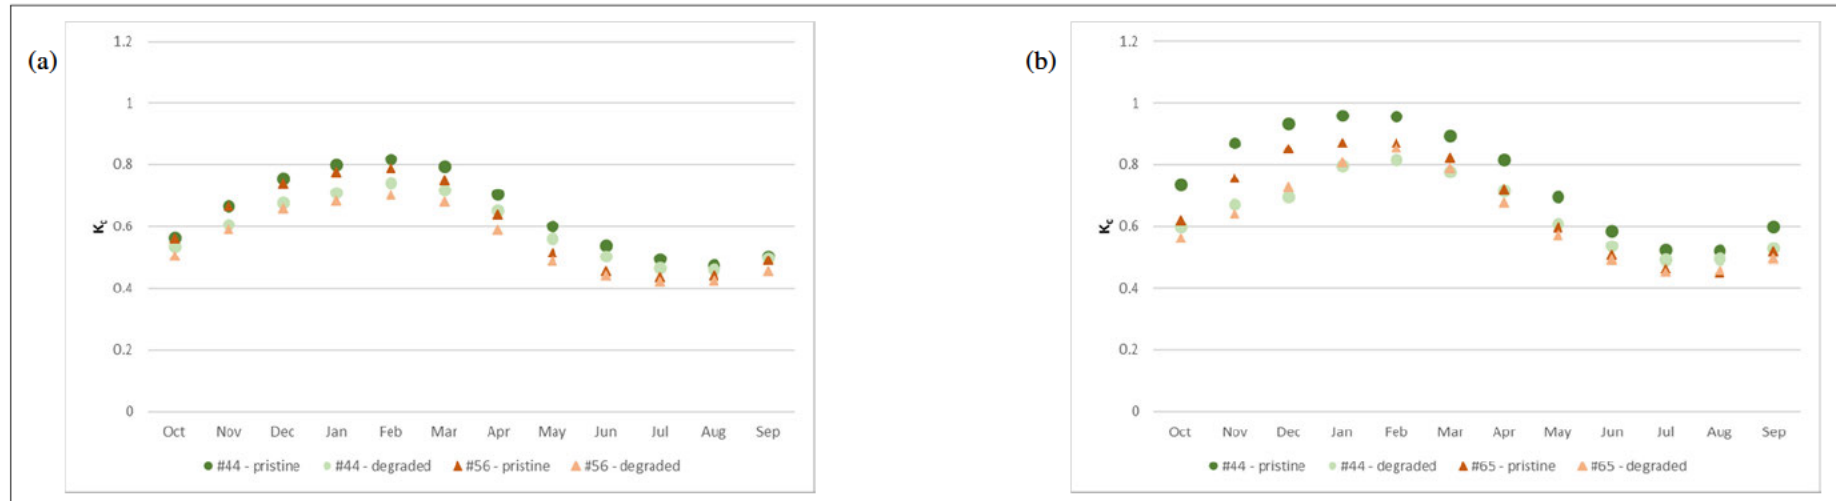 (a)
1.2
1
0.8
0.6
0.4
0.2
0
Kc
Oct Nov Dec Jan Feb Mar Apr May Jun Jul Aug Sep
#44 - pristine #44 - degraded #56 - pristine #56 - degraded
(b)
1.2
1
0.8
0.6
0.4
0.2
0
Kc
Oct Nov Dec Jan Feb Mar Apr May Jun Jul Aug Sep
#44 - pristine #44 - degraded #65 - pristine #65 - degraded